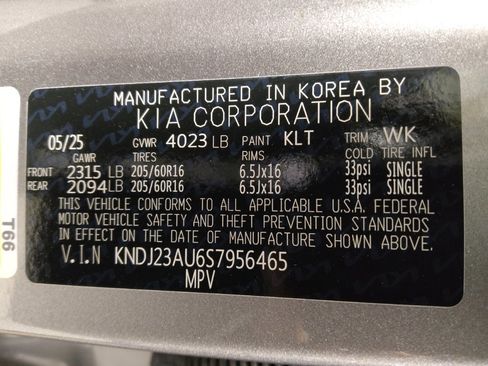 MANUFACTURED IN KOREA BY
KIA CORPORATION
05/25 GVWR 4023 LB PAINT KLT TRIM WK
GAWR TIRES RIMS COLD TIRE INFL
FRONT 2315 LB 205/60R16 6.5Jx16 33psi SINGLE
REAR 2094 LB 205/60R16 6.5Jx16 33psi SINGLE
THIS VEHICLE CONFORMS TO ALL APPLICABLE U.S.A. FEDERAL
MOTOR VEHICLE SAFETY AND THEFT PREVENTION STANDARDS
IN EFFECT ON THE DATE OF MANUFACTURE SHOWN ABOVE.
V.I.N KNDJ23AU6S7956465
MPV
T66